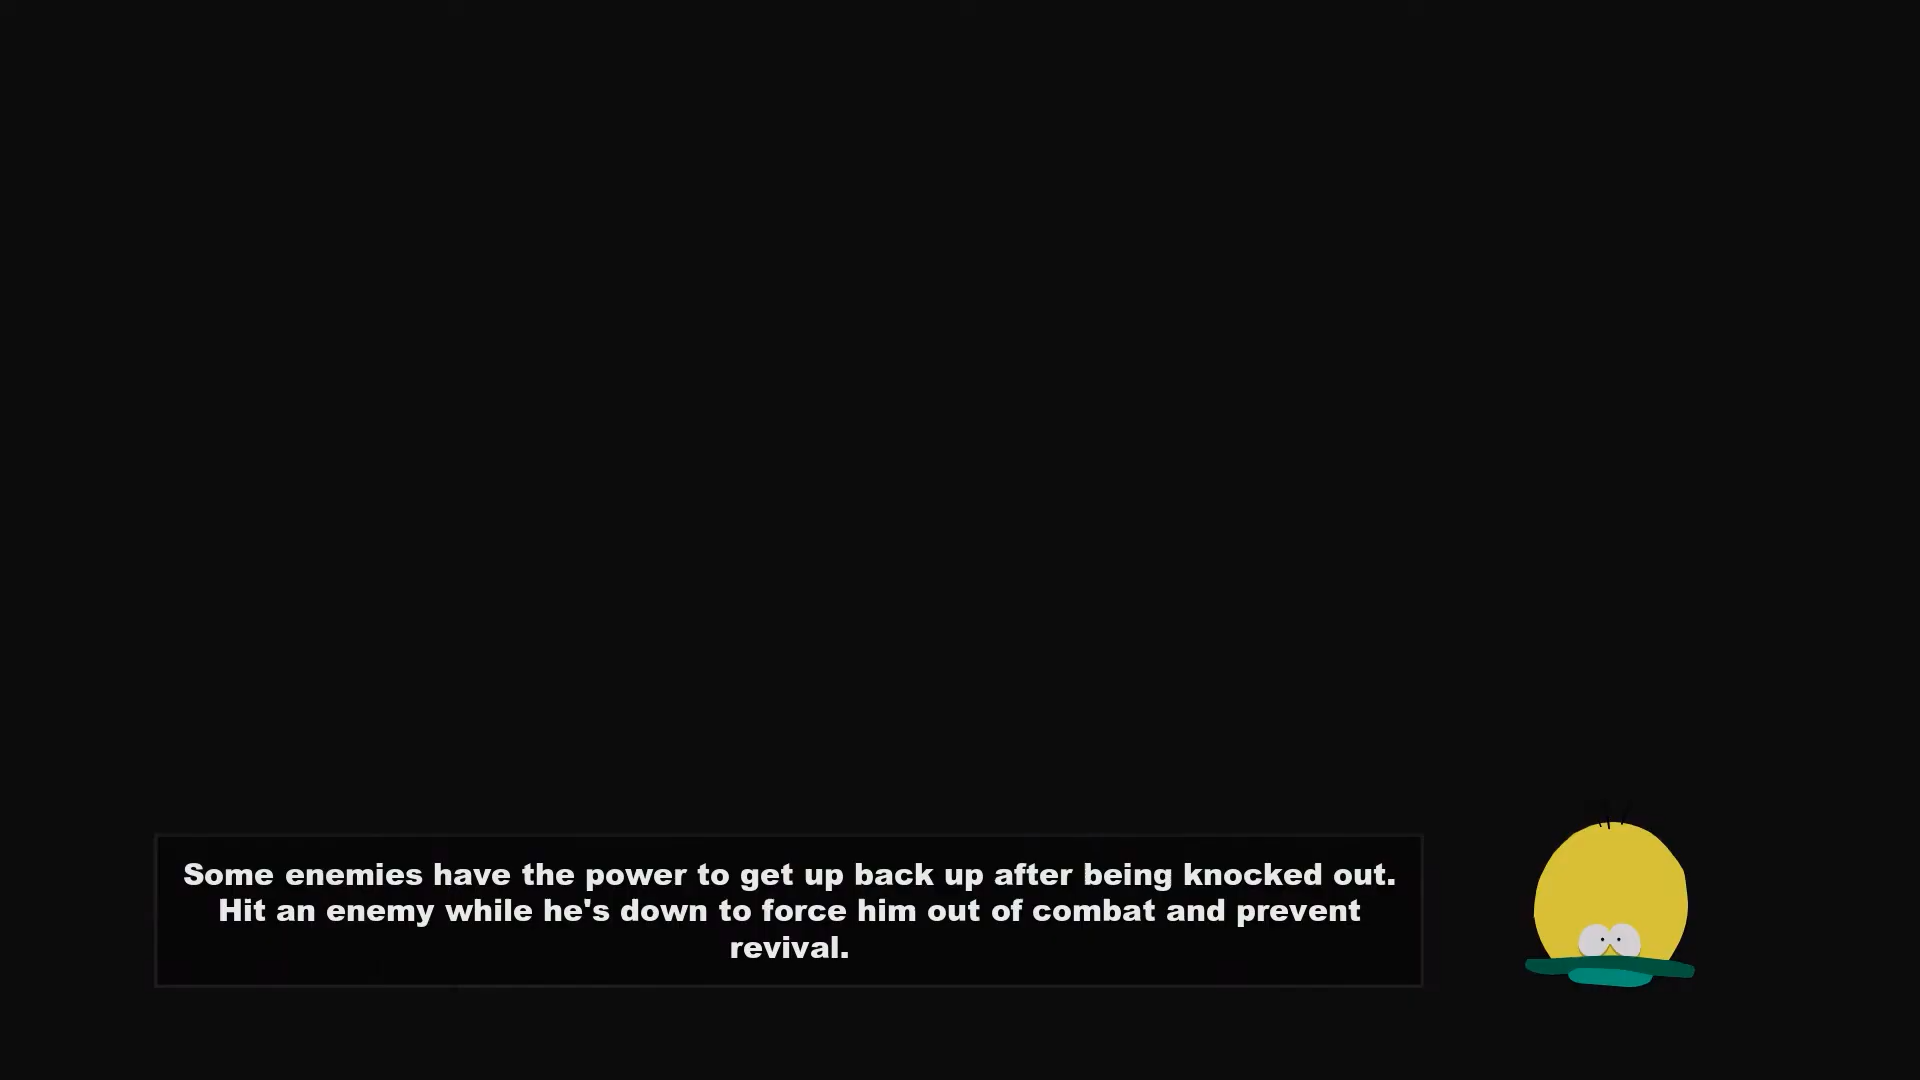 Some enemies have the power to get up back up after being knocked out.
Hit an enemy while he's down to force him out of combat and prevent
revival.